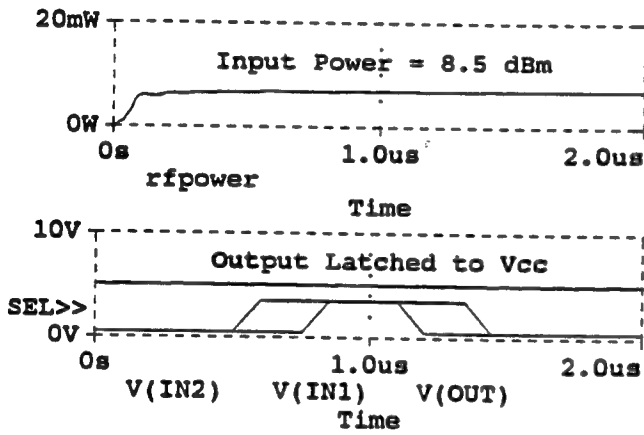 20mW
Input Power = 8.5 dBm
0W
0s 1.0us 2.0us
rfpower
Time
10V
Output Latched to Vcc
SEL>>
0V
0s 1.0us 2.0us
V(IN2) V(IN1) V(OUT)
Time